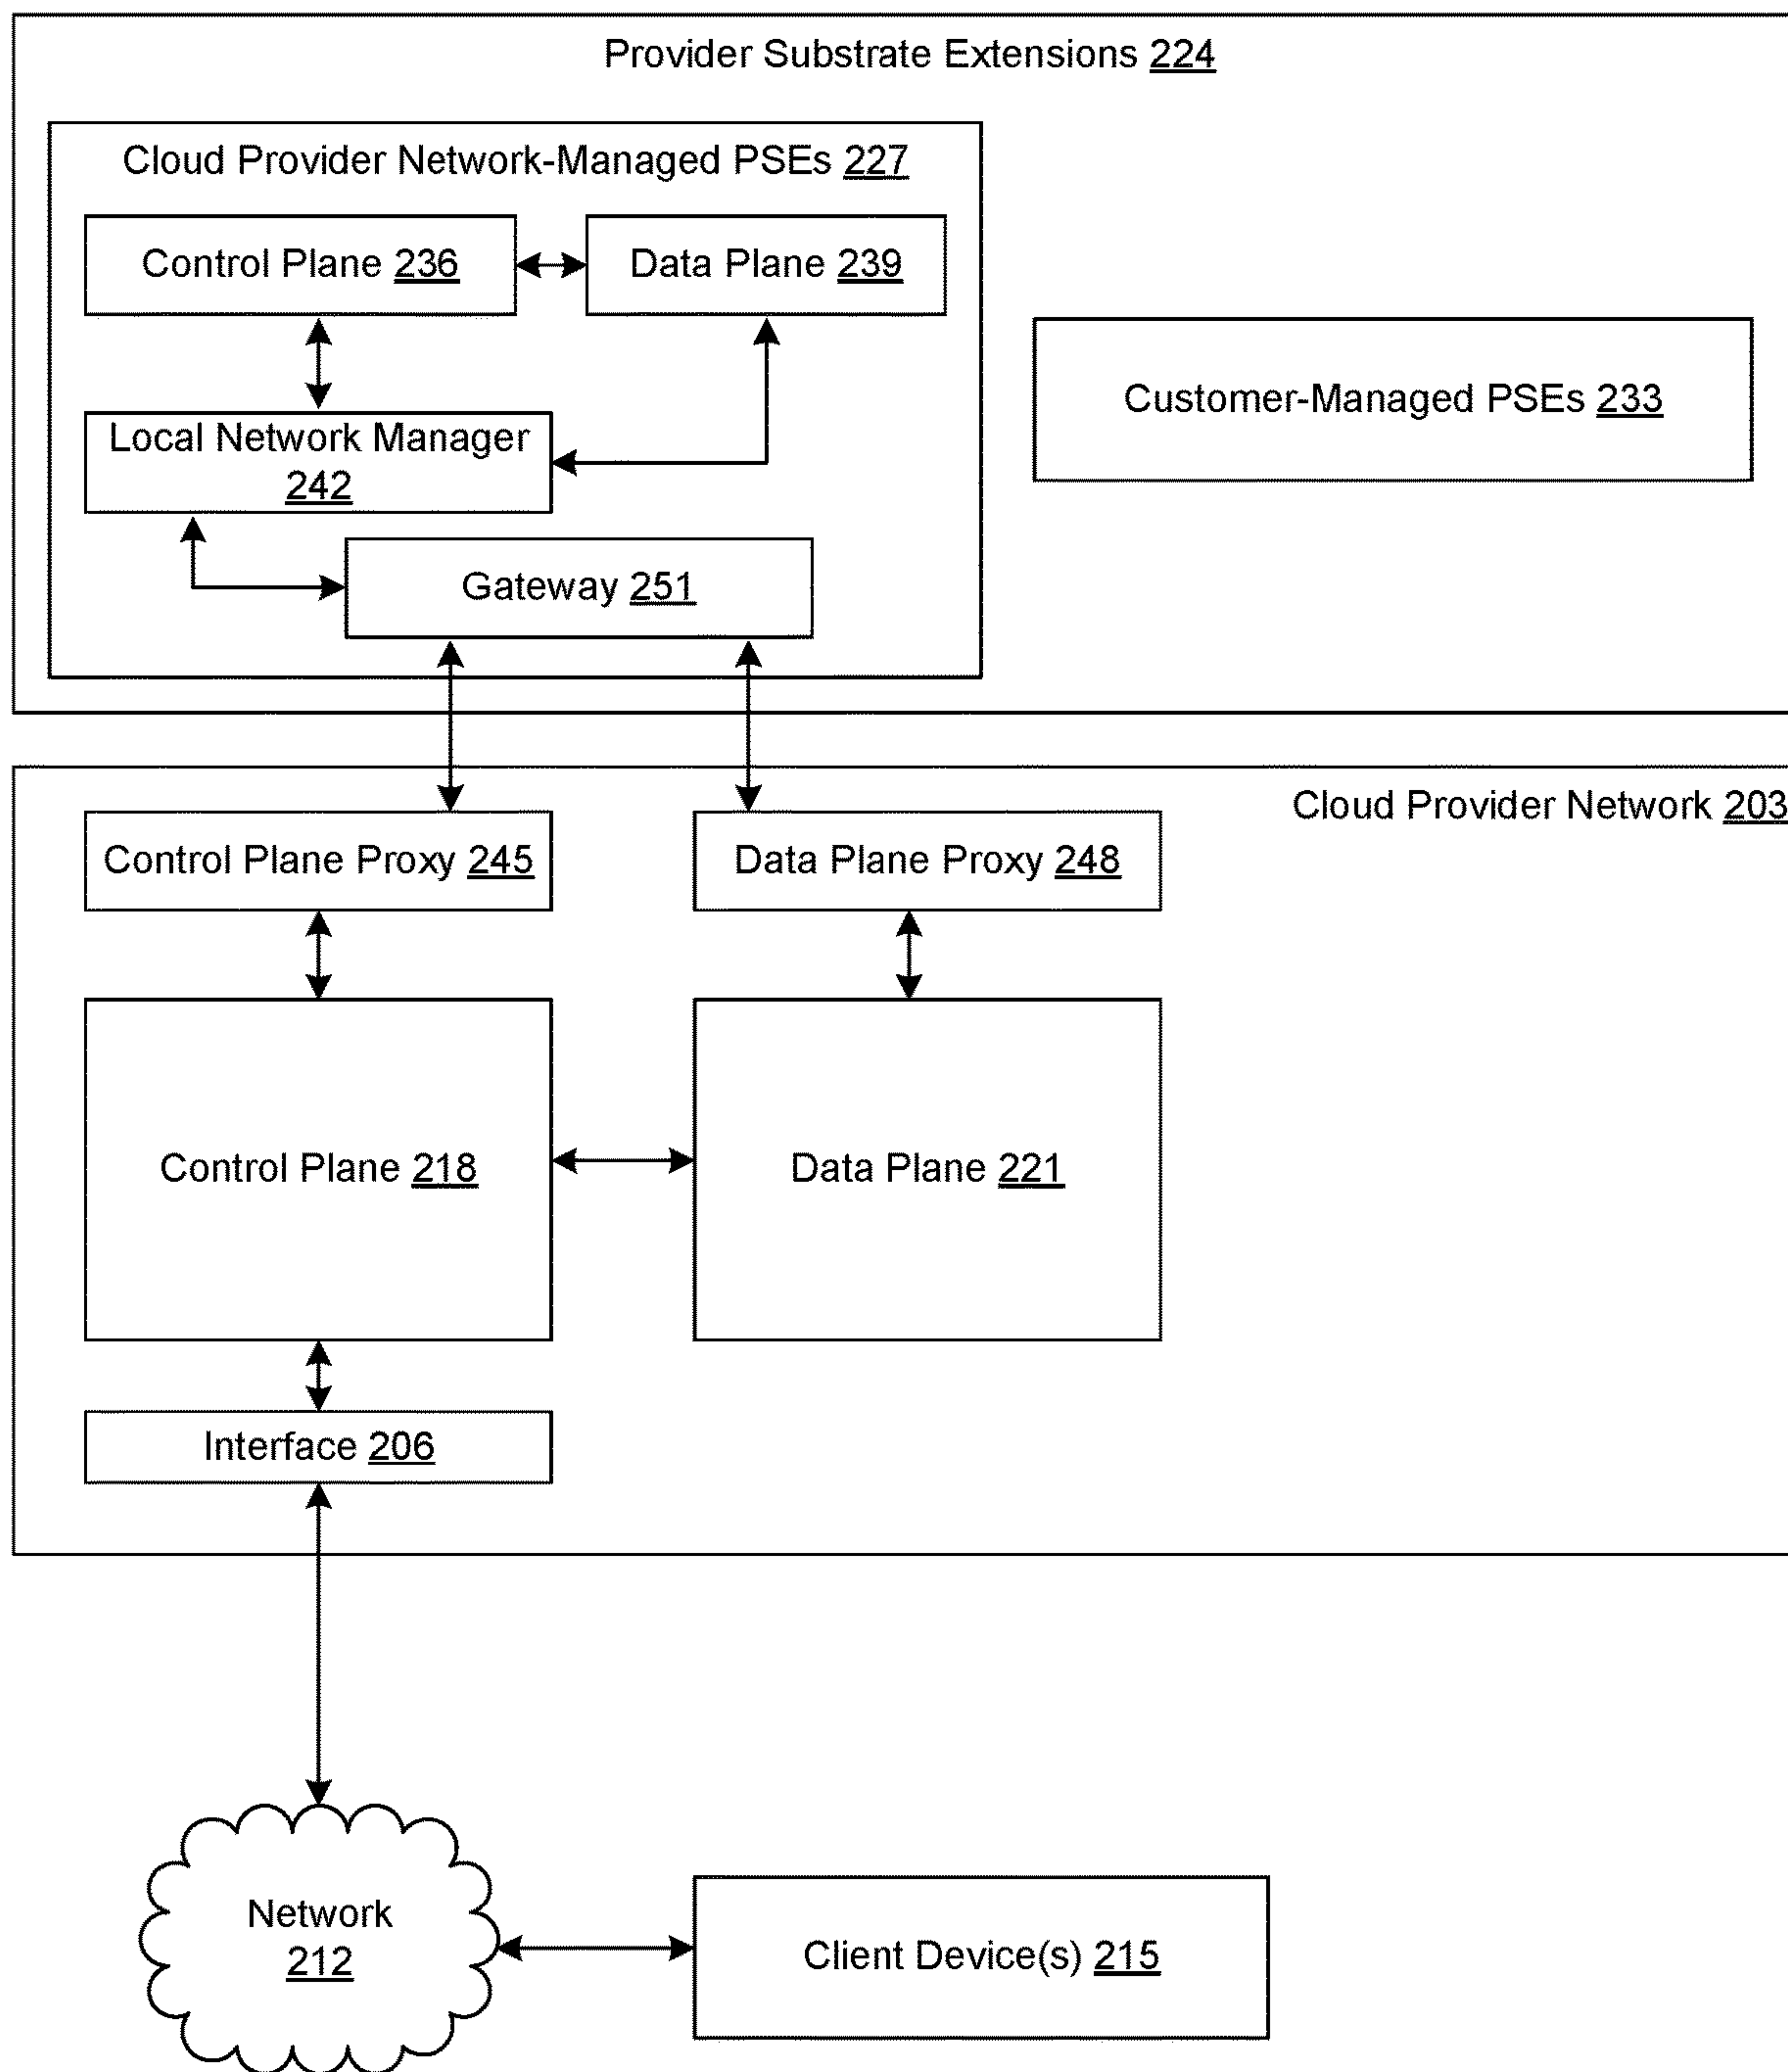 Provider Substrate Extensions 224
Cloud Provider Network-Managed PSEs 227
Control Plane 236
Data Plane 239
Customer-Managed PSEs 233
Local Network Manager
242
Gateway 251
Cloud Provider Network 203
Control Plane Proxy 245
Data Plane Proxy 248
Control Plane 218
Data Plane 221
Interface 206
Network
212
Client Device(s) 215